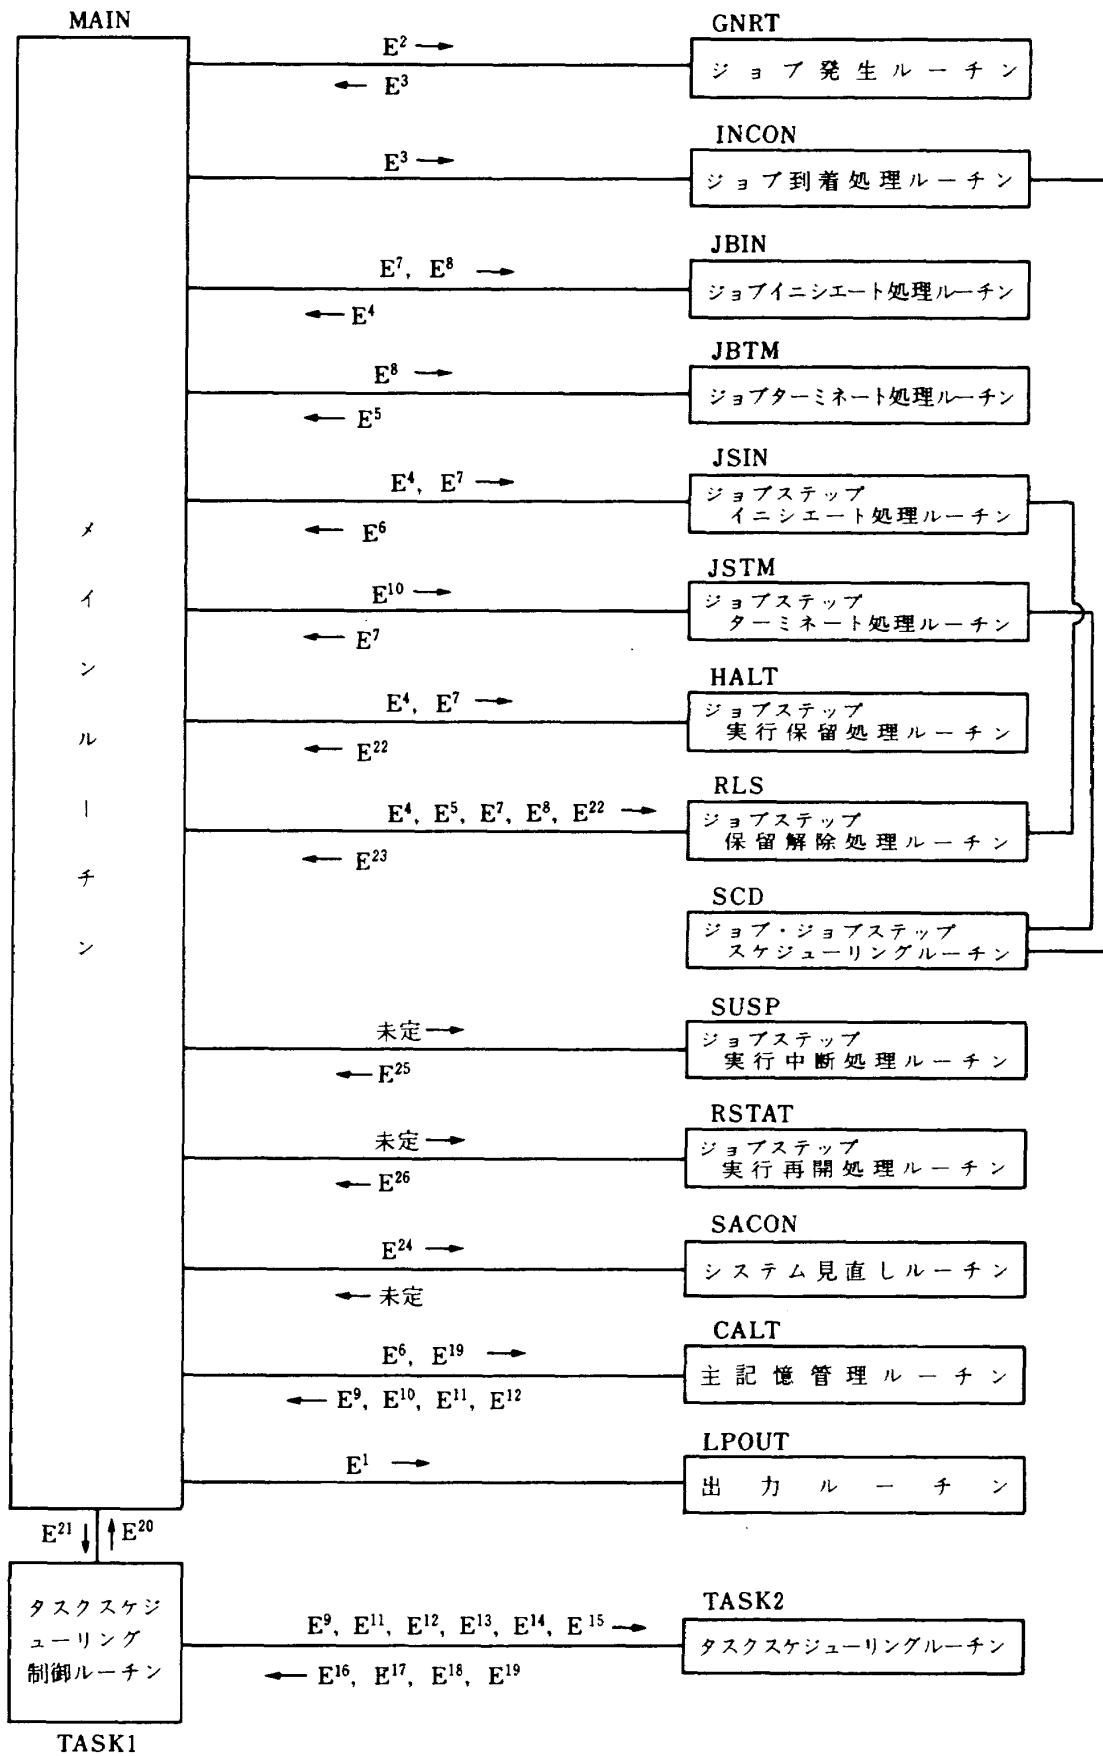 MAIN
メインルーチン
GNRT
E² →
ジョブ発生ルーチン
← E³
INCON
E³ →
ジョブ到着処理ルーチン
JBIN
E⁷, E⁸ →
ジョブイニシエート処理ルーチン
← E⁴
JBTM
E⁸ →
ジョブターミネート処理ルーチン
← E⁵
JSIN
E⁴, E⁷ →
ジョブステップ
イニシエート処理ルーチン
← E⁶
JSTM
E¹⁰ →
ジョブステップ
ターミネート処理ルーチン
← E⁷
HALT
E⁴, E⁷ →
ジョブステップ
実行保留処理ルーチン
← E²²
RLS
E⁴, E⁵, E⁷, E⁸, E²² →
ジョブステップ
保留解除処理ルーチン
← E²³
SCD
ジョブ・ジョブステップ
スケジューリングルーチン
SUSP
未定 →
ジョブステップ
実行中断処理ルーチン
← E²⁵
RSTAT
未定 →
ジョブステップ
実行再開処理ルーチン
← E²⁶
SACON
E²⁴ →
システム見直しルーチン
← 未定
CALT
E⁶, E¹⁹ →
主記憶管理ルーチン
← E⁹, E¹⁰, E¹¹, E¹²
LPOUT
E¹ →
出力ルーチン
E²¹ ↓ ↑ E²⁰
タスクスケジ
ューリング
制御ルーチン
TASK1
TASK2
E⁹, E¹¹, E¹², E¹³, E¹⁴, E¹⁵ →
タスクスケジューリングルーチン
← E¹⁶, E¹⁷, E¹⁸, E¹⁹